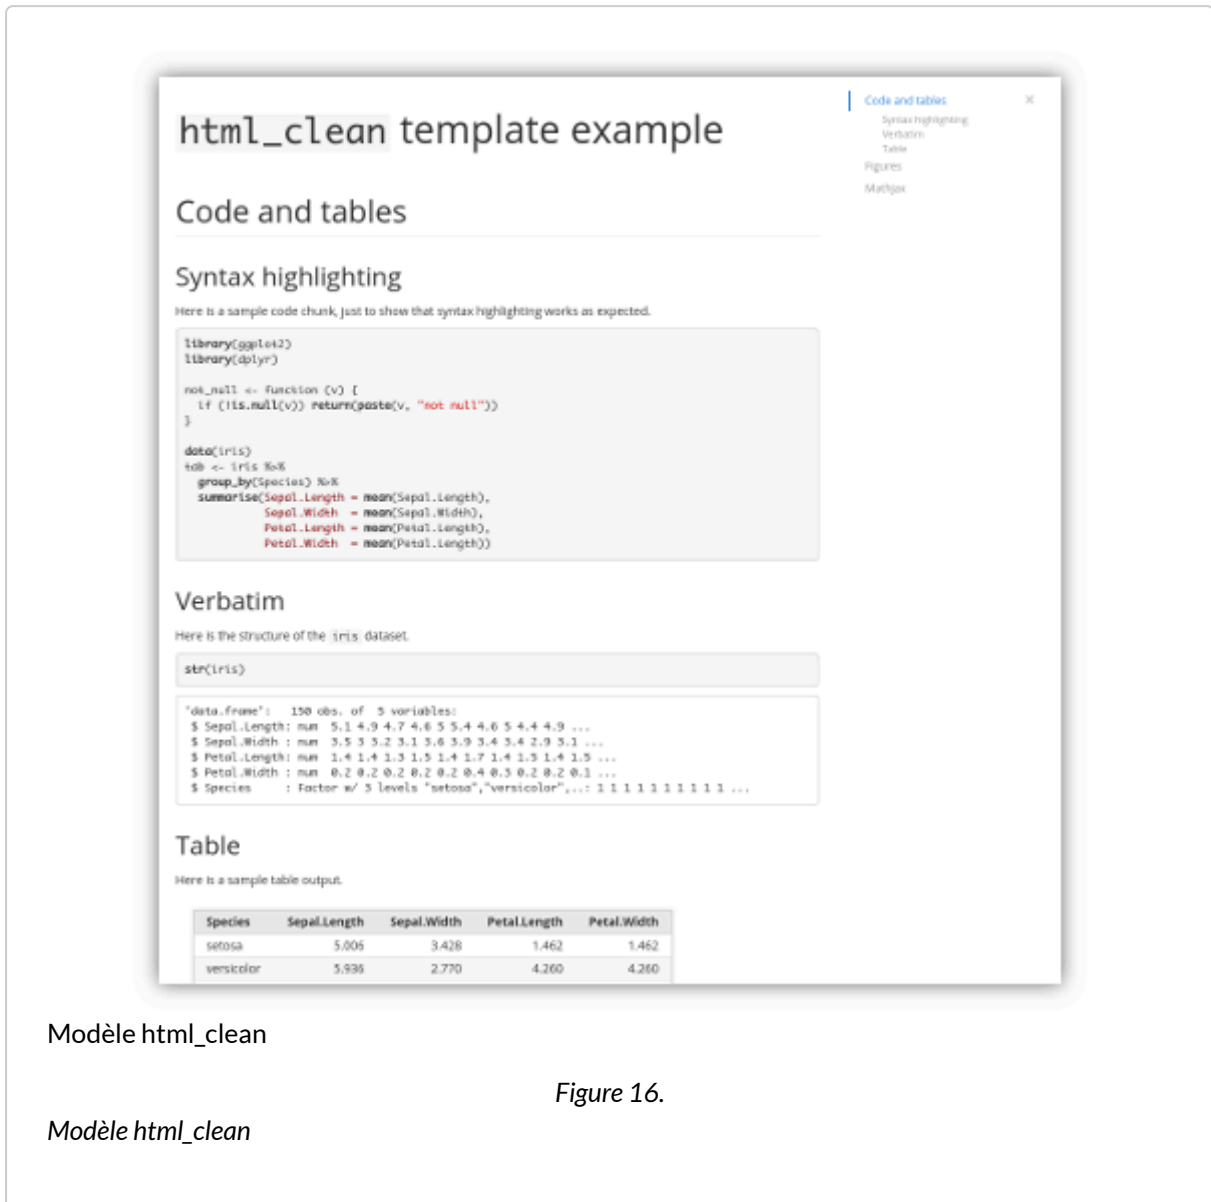 html_clean template example
Code and tables
Syntax highlighting
Verbatim
Table
Figures
Mathjax
Code and tables
Syntax highlighting
Here is a sample code chunk, just to show that syntax highlighting works as expected.
library(ggplot2)
library(dplyr)
not_null <- function (v) {
  if (!is.null(v)) return(paste(v, "not null"))
}
data(iris)
tab <- iris %>%
  group_by(Species) %>%
  summarise(Sepal.Length = mean(Sepal.Length),
            Sepal.Width  = mean(Sepal.Width),
            Petal.Length = mean(Petal.Length),
            Petal.Width  = mean(Petal.Length))
Verbatim
Here is the structure of the iris dataset.
str(iris)
'data.frame':   150 obs. of  5 variables:
 $ Sepal.Length: num  5.1 4.9 4.7 4.6 5 5.4 4.6 5 4.4 4.9 ...
 $ Sepal.Width : num  3.5 3 3.2 3.1 3.6 3.9 3.4 3.4 2.9 3.1 ...
 $ Petal.Length: num  1.4 1.4 1.3 1.5 1.4 1.7 1.4 1.5 1.4 1.5 ...
 $ Petal.Width : num  0.2 0.2 0.2 0.2 0.2 0.4 0.3 0.2 0.2 0.1 ...
 $ Species     : Factor w/ 3 levels "setosa","versicolor",..: 1 1 1 1 1 1 1 1 1 1 ...
Table
Here is a sample table output.
Species Sepal.Length Sepal.Width Petal.Length Petal.Width
setosa 5.006 3.428 1.462 1.462
versicolor 5.936 2.770 4.260 4.260
Modèle html_clean
Figure 16.
Modèle html_clean